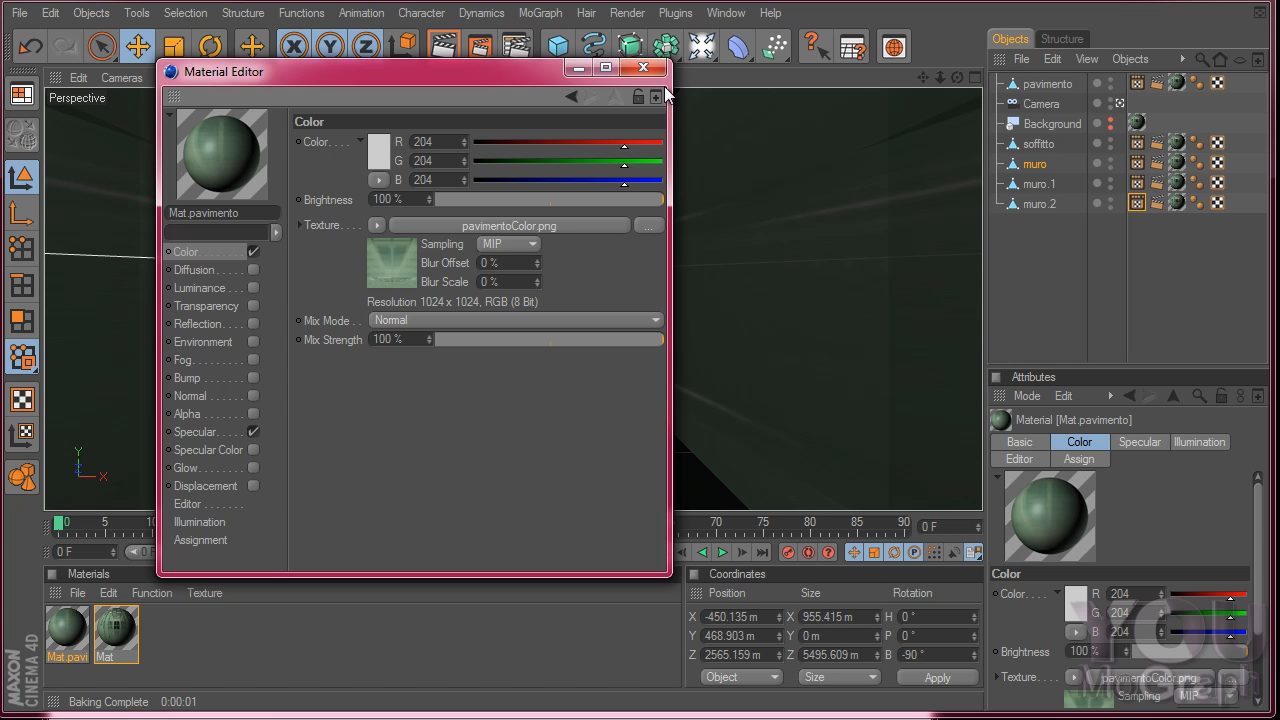 File Edit Objects Tools Selection Structure Functions Animation Character Dynamics MoGraph Hair Render Plugins Window Help
X Y Z
Objects Structure
File Edit View Objects
Edit Cameras
Perspective
Material Editor
Mat.pavimento
Color
Diffusion
Luminance
Transparency
Reflection
Environment
Fog
Bump
Normal
Alpha
Specular
Specular Color
Glow
Displacement
Editor
Illumination
Assignment
Color
Color R 204
G 204
B 204
Brightness 100 %
Texture pavimentoColor.png ...
Sampling MIP
Blur Offset 0 %
Blur Scale 0 %
Resolution 1024 x 1024, RGB (8 Bit)
Mix Mode Normal
Mix Strength 100 %
pavimento
Camera
Background
soffitto
muro
muro.1
muro.2
Y
Z
X
0 5 10 70 75 80 85 90 0 F
0 F 0 F
P
Attributes
Mode Edit
Material [Mat.pavimento]
Basic Color Specular Illumination
Editor Assign
Color
Color R 204
G 204
B 204
Brightness 100 %
Texture pavimentoColor.png
Sampling MIP
Materials
File Edit Function Texture
Mat.pavi Mat
Coordinates
Position Size Rotation
X -450.135 m X 955.415 m H 0 °
Y 468.903 m Y 0 m P 0 °
Z 2565.159 m Z 5495.609 m B -90 °
Object Size Apply
MAXON
CINEMA 4D
Baking Complete 0:00:01
YOU
MoGraph